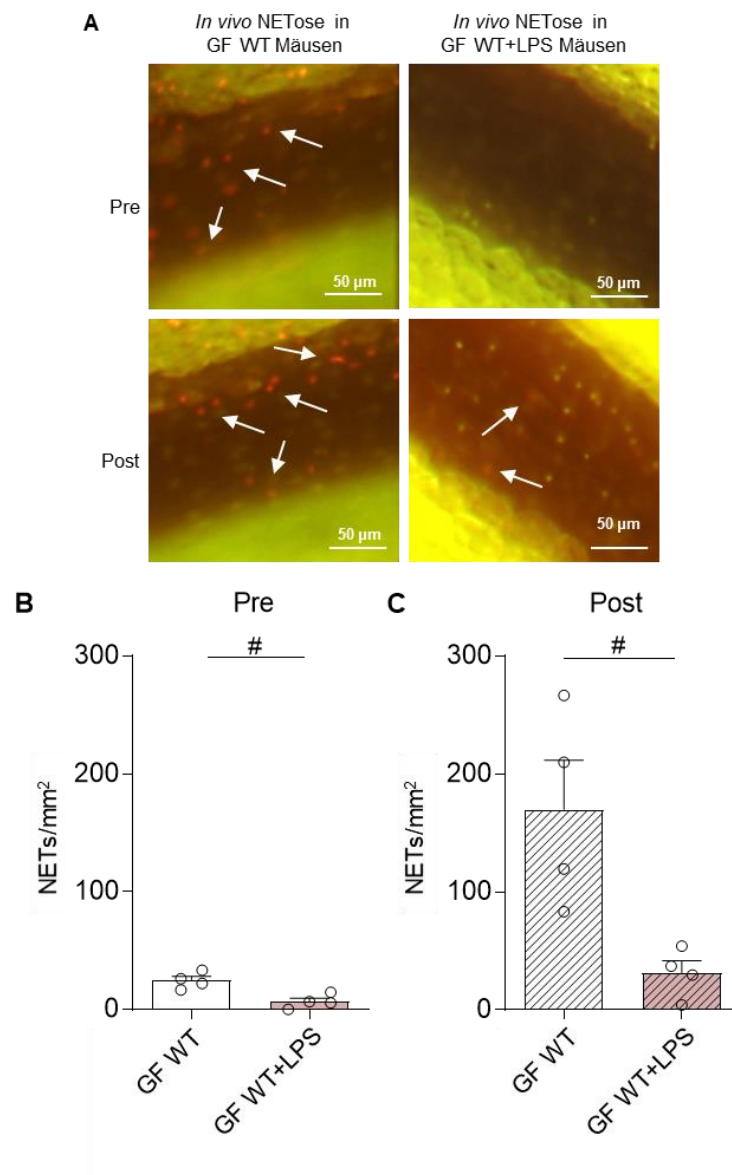 A
In vivo NETose in
GF WT Mäusen
In vivo NETose in
GF WT+LPS Mäusen
Pre
50 µm
50 µm
Post
50 µm
50 µm
B
Pre
NETs/mm²
300
200
100
0
#
GF WT
GF WT+LPS
C
Post
NETs/mm²
300
200
100
0
#
GF WT
GF WT+LPS